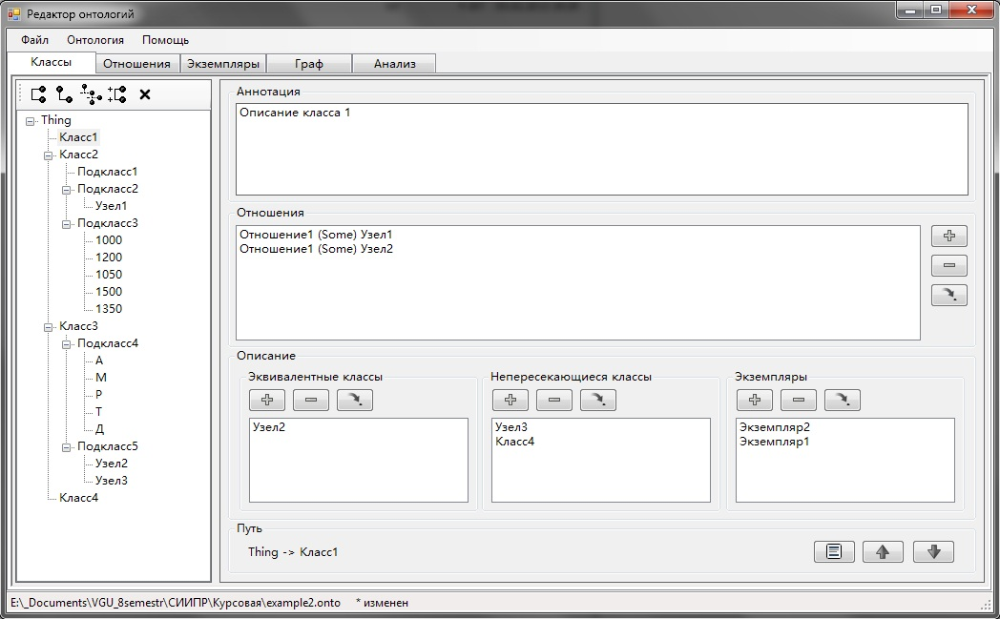 Редактор онтологий
Файл Онтология Помощь
Классы Отношения Экземпляры Граф Анализ
Thing
Класс1
Класс2
Подкласс1
Подкласс2
Узел1
Подкласс3
1000
1200
1050
1500
1350
Класс3
Подкласс4
А
М
Р
Т
Д
Подкласс5
Узел2
Узел3
Класс4
Аннотация
Описание класса 1
Отношения
Отношение1 (Some) Узел1
Отношение1 (Some) Узел2
Описание
Эквивалентные классы
Узел2
Непересекающиеся классы
Узел3
Класс4
Экземпляры
Экземпляр2
Экземпляр1
Путь
Thing -> Класс1
E:\_Documents\VGU_8semestr\СИИПР\Курсовая\example2.onto * изменен